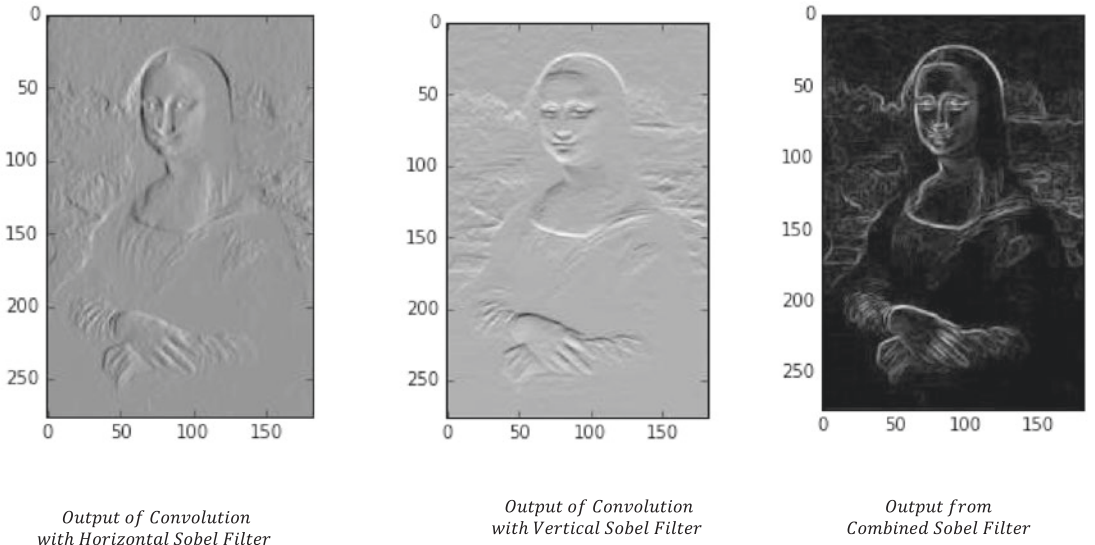 0
50
100
150
200
250
0 50 100 150
Output of Convolution
with Horizontal Sobel Filter
0
50
100
150
200
250
0 50 100 150
Output of Convolution
with Vertical Sobel Filter
0
50
100
150
200
250
0 50 100 150
Output from
Combined Sobel Filter